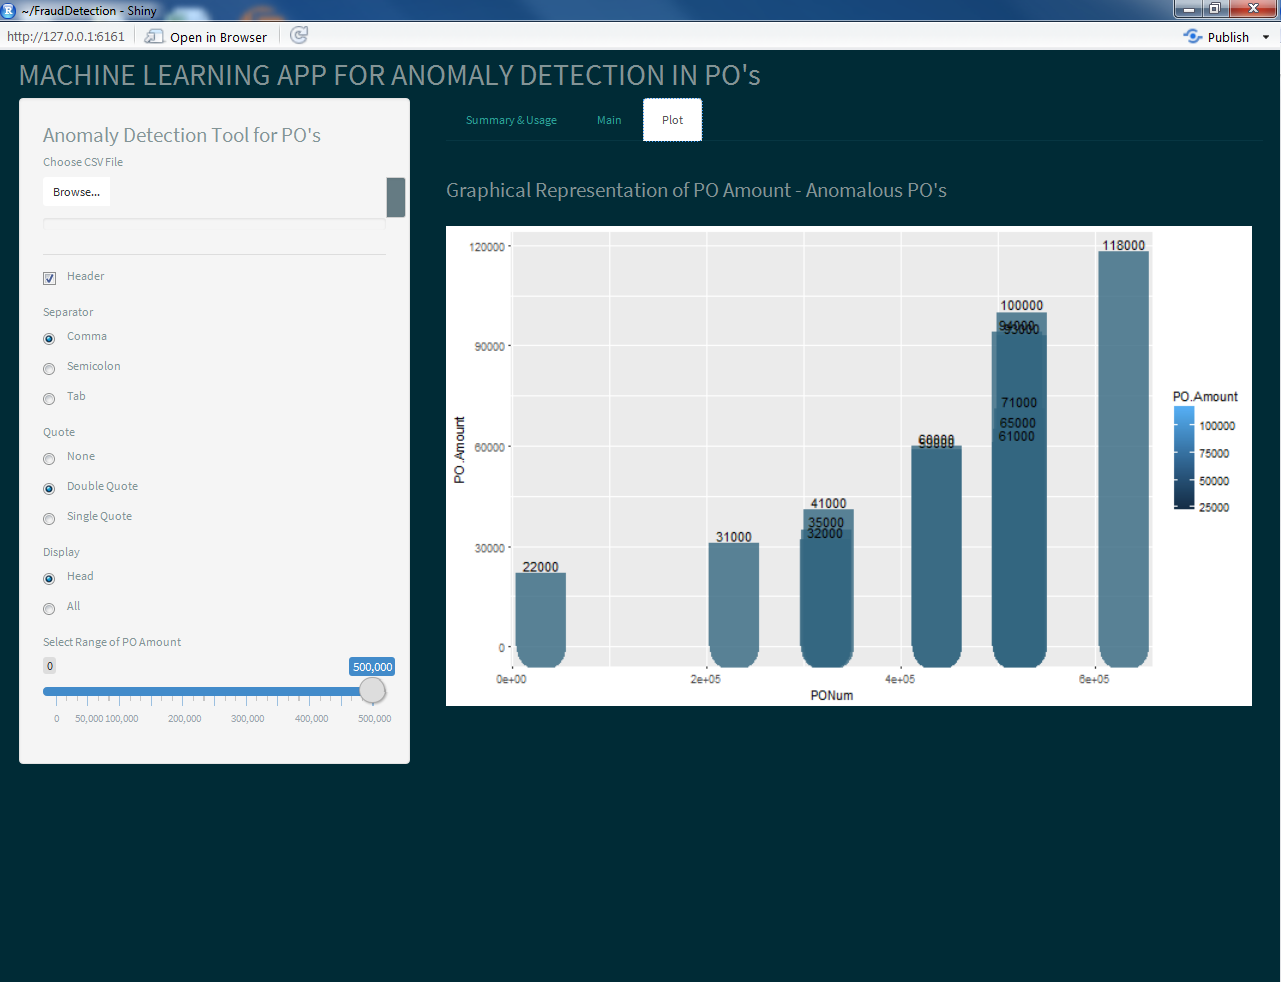 ~/FraudDetection - Shiny
http://127.0.0.1:6161 Open in Browser Publish
MACHINE LEARNING APP FOR ANOMALY DETECTION IN PO's
Anomaly Detection Tool for PO's
Choose CSV File
Browse...
Header
Separator
Comma
Semicolon
Tab
Quote
None
Double Quote
Single Quote
Display
Head
All
Select Range of PO Amount
0 500,000
0 50,000 100,000 200,000 300,000 400,000 500,000
Summary & Usage Main Plot
Graphical Representation of PO Amount - Anomalous PO's
120000
90000
60000
30000
0
PO.Amount
22000
31000
41000
35000
32000
60000
100000
94000
93000
71000
65000
61000
118000
0e+00 2e+05 4e+05 6e+05
PONum
PO.Amount
100000
75000
50000
25000